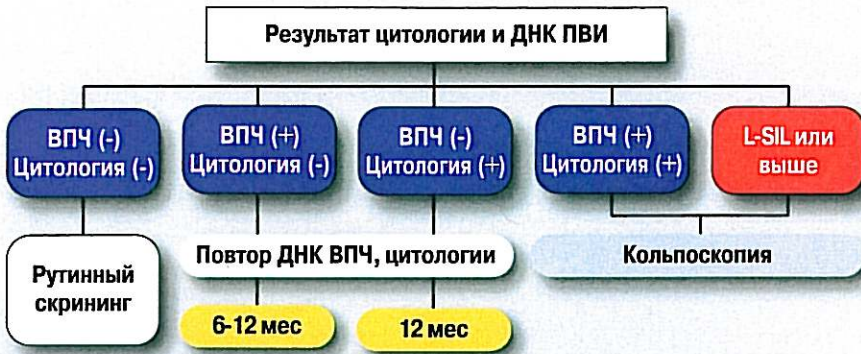 Результат цитологии и ДНК ПВИ
ВПЧ (-)
Цитология (-)
ВПЧ (+)
Цитология (-)
ВПЧ (-)
Цитология (+)
ВПЧ (+)
Цитология (+)
L-SIL или
выше
Рутинный
скрининг
Повтор ДНК ВПЧ, цитологии
Кольпоскопия
6-12 мес
12 мес